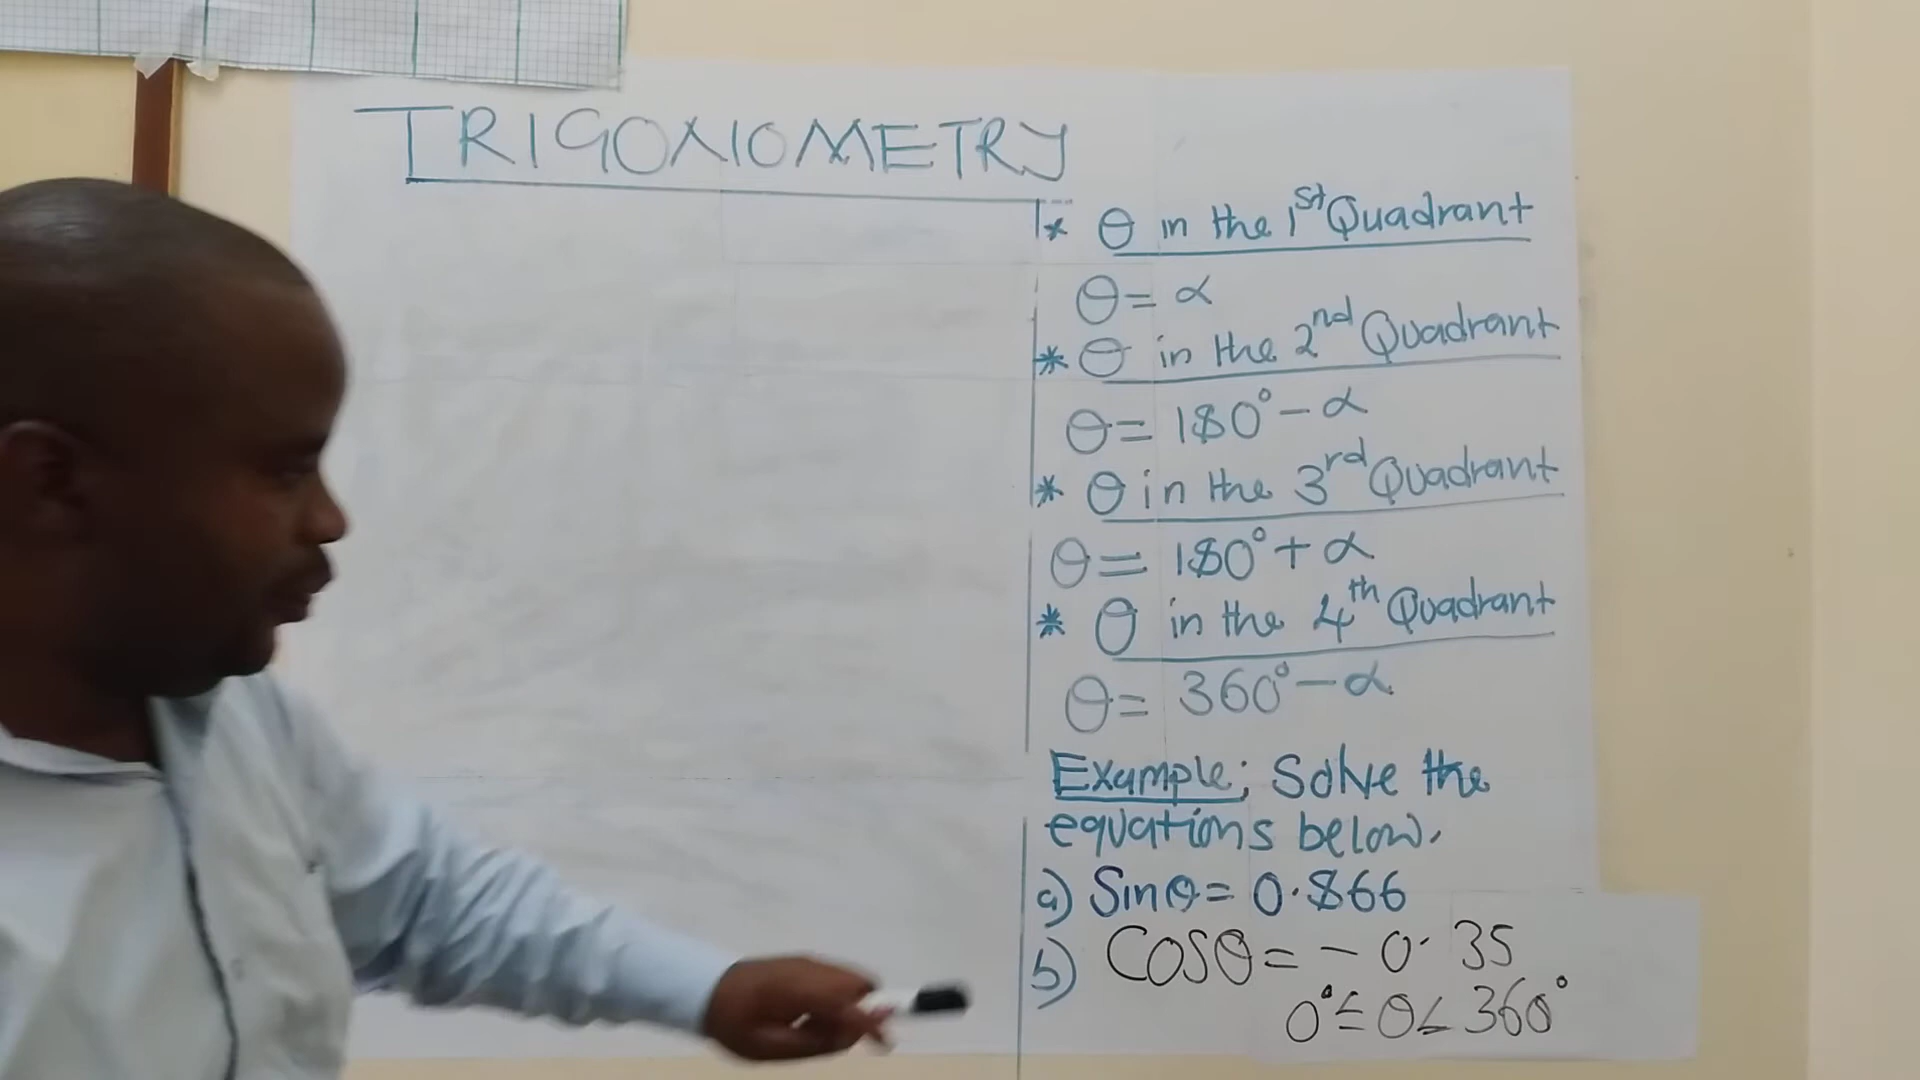 TRIGONOMETRY
* θ in the 1st Quadrant
θ = α
* θ in the 2nd Quadrant
θ = 180° - α
* θ in the 3rd Quadrant
θ = 180° + α
* θ in the 4th Quadrant
θ = 360° - α
Example; Solve the
equations below.
a) Sinθ = 0.866
b) COSθ = - 0.35
0° ≤ θ ≤ 360°